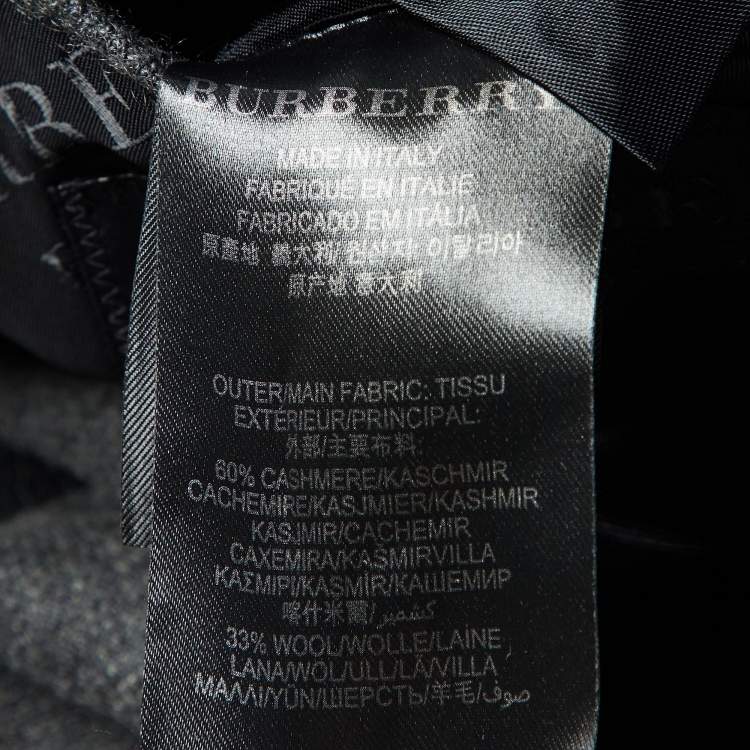 BURBERRY
MADE IN ITALY
FABRIQUÉ EN ITALIE
FABRICADO EM ITÁLIA
原產地 義大利/원산지 이탈리아
原产地 意大利
OUTER/MAIN FABRIC: TISSU
EXTÉRIEUR/PRINCIPAL:
外部/主要布料:
60% CASHMERE/KASCHMIR
CACHEMIRE/KASJMIER/KASHMIR
KASJMIR/CACHEMIR
CAXEMIRA/KASMIRVILLA
ΚΑΣΜΙΡΙ/KAŞMİR/КАШЕМИР
喀什米爾/كشمير
33% WOOL/WOLLE/LAINE
LANA/WOL/ULL/LÃ/VILLA
ΜΑΛΛΙ/YÜN/ШЕРСТЬ/羊毛/صوف